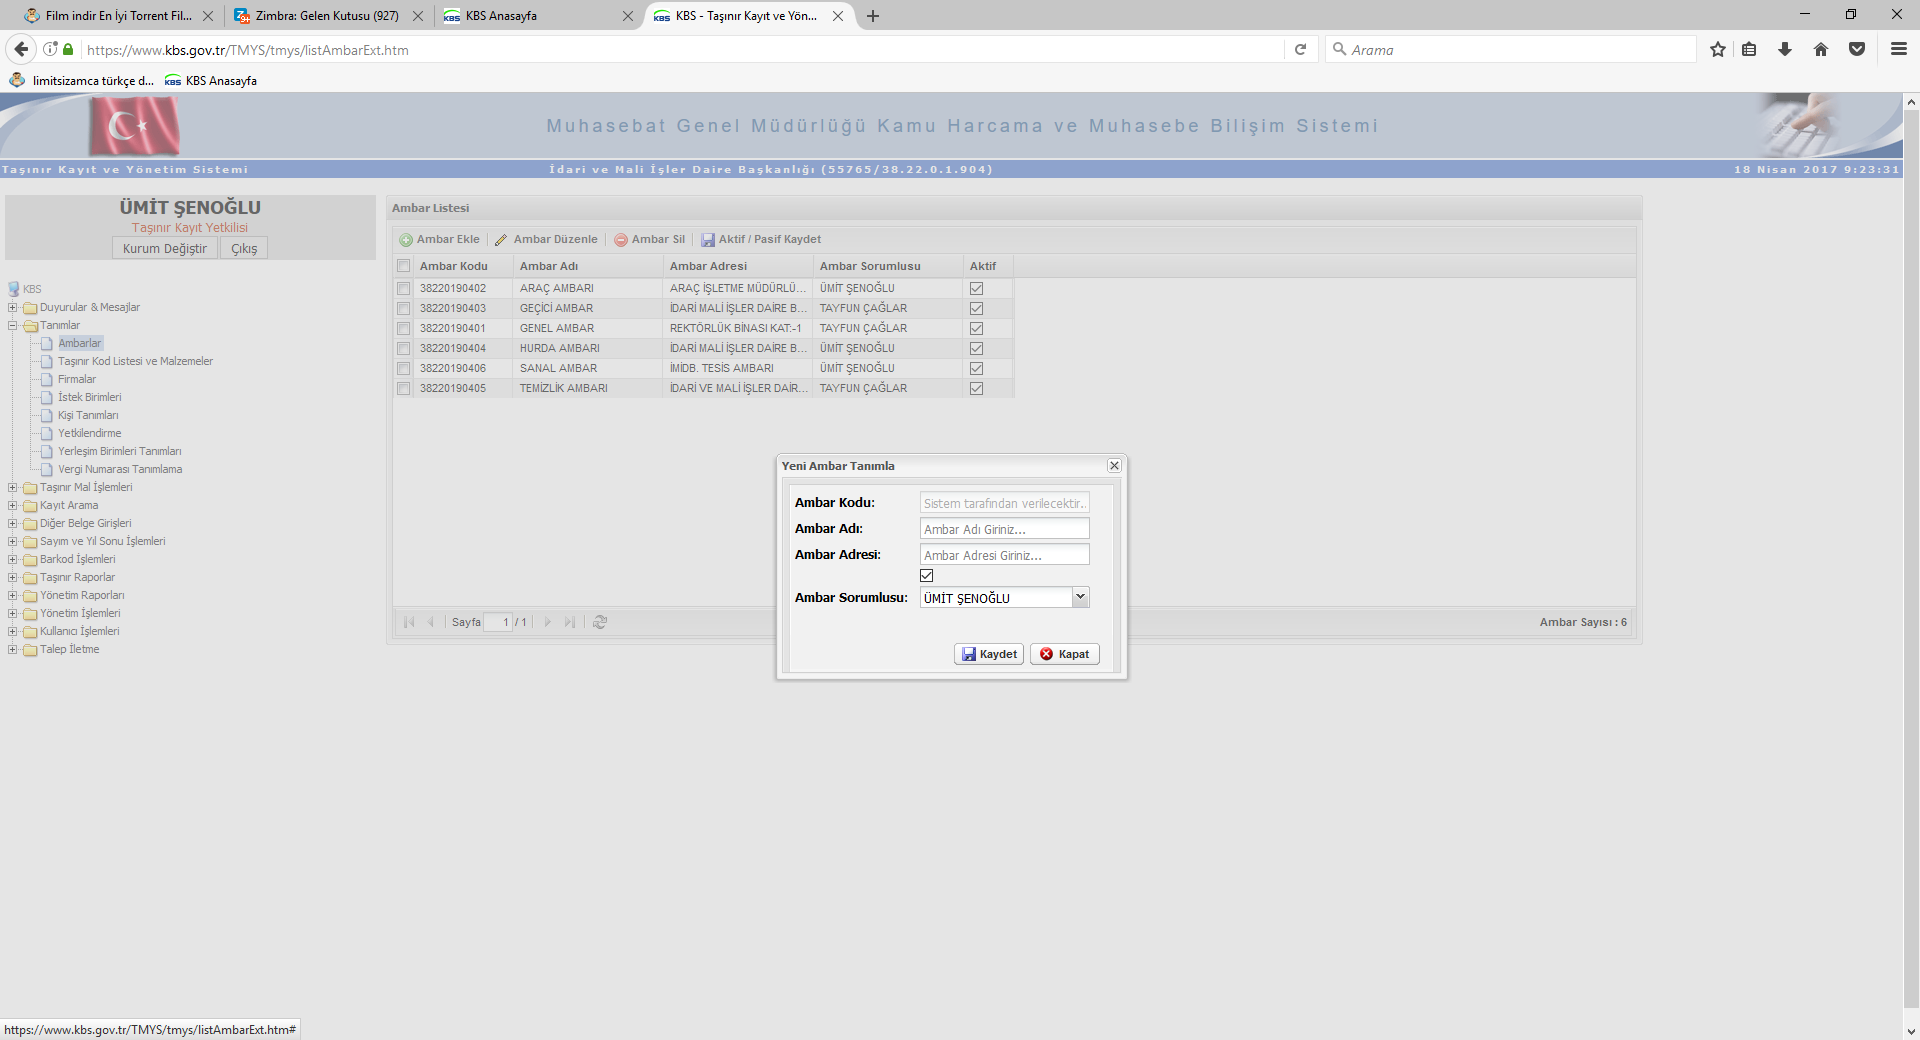 Film indir En İyi Torrent Fil...
Zimbra: Gelen Kutusu (927)
KBS Anasayfa
KBS - Taşınır Kayıt ve Yön...
https://www.kbs.gov.tr/TMYS/tmys/listAmbarExt.htm
Arama
limitsizamca türkçe d...
KBS Anasayfa
Muhasebat Genel Müdürlüğü Kamu Harcama ve Muhasebe Bilişim Sistemi
Taşınır Kayıt ve Yönetim Sistemi
İdari ve Mali İşler Daire Başkanlığı (55765/38.22.0.1.904)
18 Nisan 2017 9:23:31
ÜMİT ŞENOĞLU
Taşınır Kayıt Yetkilisi
Kurum Değiştir
Çıkış
KBS
Duyurular & Mesajlar
Tanımlar
Ambarlar
Taşınır Kod Listesi ve Malzemeler
Firmalar
İstek Birimleri
Kişi Tanımları
Yetkilendirme
Yerleşim Birimleri Tanımları
Vergi Numarası Tanımlama
Taşınır Mal İşlemleri
Kayıt Arama
Diğer Belge Girişleri
Sayım ve Yıl Sonu İşlemleri
Barkod İşlemleri
Taşınır Raporlar
Yönetim Raporları
Yönetim İşlemleri
Kullanıcı İşlemleri
Talep İletme
Ambar Listesi
Ambar Ekle
Ambar Düzenle
Ambar Sil
Aktif / Pasif Kaydet
Ambar Kodu Ambar Adı Ambar Adresi Ambar Sorumlusu Aktif
38220190402 ARAÇ AMBARI ARAÇ İŞLETME MÜDÜRLÜ... ÜMİT ŞENOĞLU
38220190403 GEÇİCİ AMBAR İDARİ MALİ İŞLER DAİRE B... TAYFUN ÇAĞLAR
38220190401 GENEL AMBAR REKTÖRLÜK BİNASI KAT:-1 TAYFUN ÇAĞLAR
38220190404 HURDA AMBARI İDARİ MALİ İŞLER DAİRE B... ÜMİT ŞENOĞLU
38220190406 SANAL AMBAR İMİDB. TESİS AMBARI ÜMİT ŞENOĞLU
38220190405 TEMİZLİK AMBARI İDARİ VE MALİ İŞLER DAİR... TAYFUN ÇAĞLAR
Yeni Ambar Tanımla
Ambar Kodu: Sistem tarafından verilecektir..
Ambar Adı: Ambar Adı Giriniz...
Ambar Adresi: Ambar Adresi Giriniz...
Ambar Sorumlusu: ÜMİT ŞENOĞLU
Kaydet
Kapat
Sayfa 1 / 1
Ambar Sayısı : 6
https://www.kbs.gov.tr/TMYS/tmys/listAmbarExt.htm#